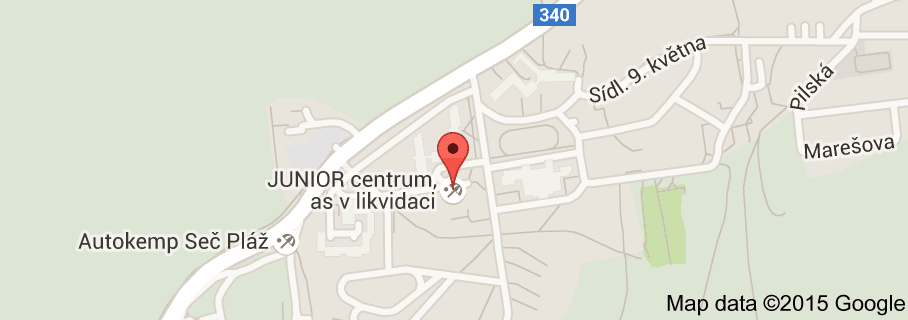 340
Sídl. 9. května
Pilská
Marešova
JUNIOR centrum,
as v likvidaci
Autokemp Seč Pláž
Map data ©2015 Google